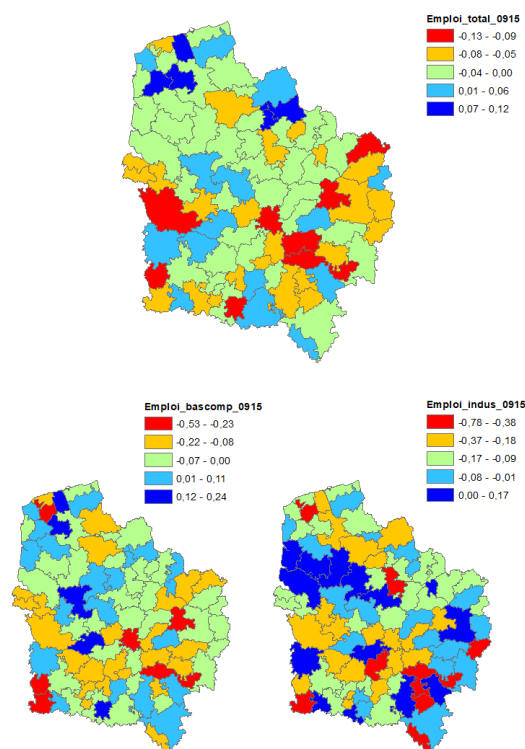 Emploi_total_0915
-0,13 - -0,09
-0,08 - -0,05
-0,04 - 0,00
0,01 - 0,06
0,07 - 0,12
Emploi_bascomp_0915
-0,53 - -0,23
-0,22 - -0,08
-0,07 - 0,00
0,01 - 0,11
0,12 - 0,24
Emploi_indus_0915
-0,78 - -0,38
-0,37 - -0,18
-0,17 - -0,09
-0,08 - -0,01
0,00 - 0,17